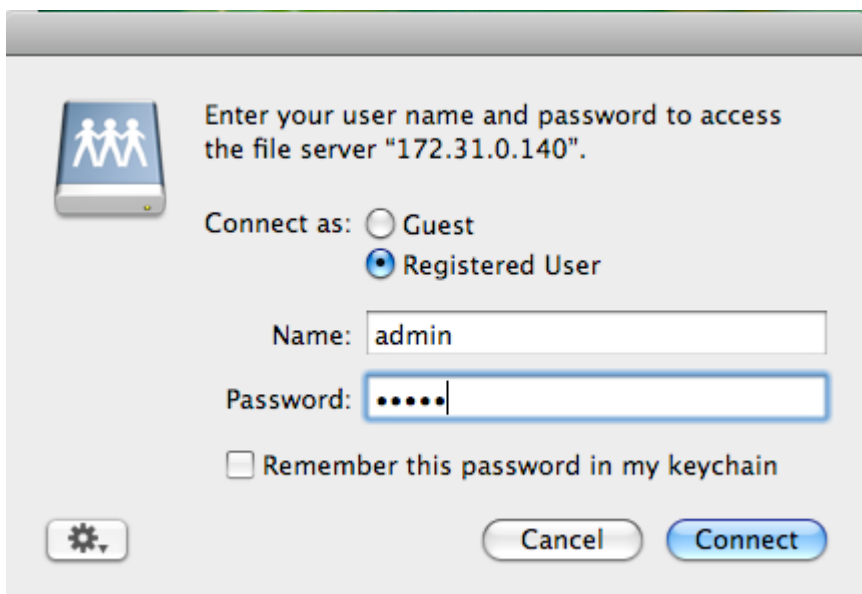 Enter your user name and password to access
the file server “172.31.0.140”.
Connect as: Guest
Registered User
Name: admin
Password: •••••
Remember this password in my keychain
Cancel Connect